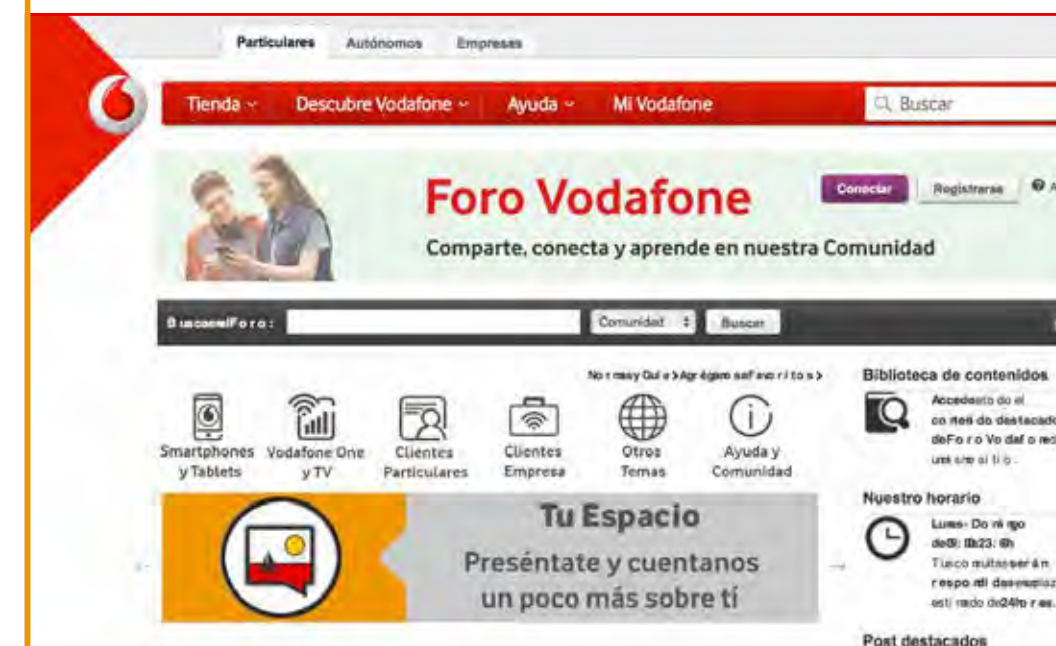 Particulares Autónomos Empresas
Tienda Descubre Vodafone Ayuda Mi Vodafone Buscar
Foro Vodafone
Conectar Registrarse
Comparte, conecta y aprende en nuestra Comunidad
Comunidad Buscar
Smartphones y Tablets
Vodafone One y TV
Clientes Particulares
Clientes Empresa
Otros Temas
Ayuda y Comunidad
Tu Espacio
Preséntate y cuentanos
un poco más sobre tí
Biblioteca de contenidos
Nuestro horario
Post destacados